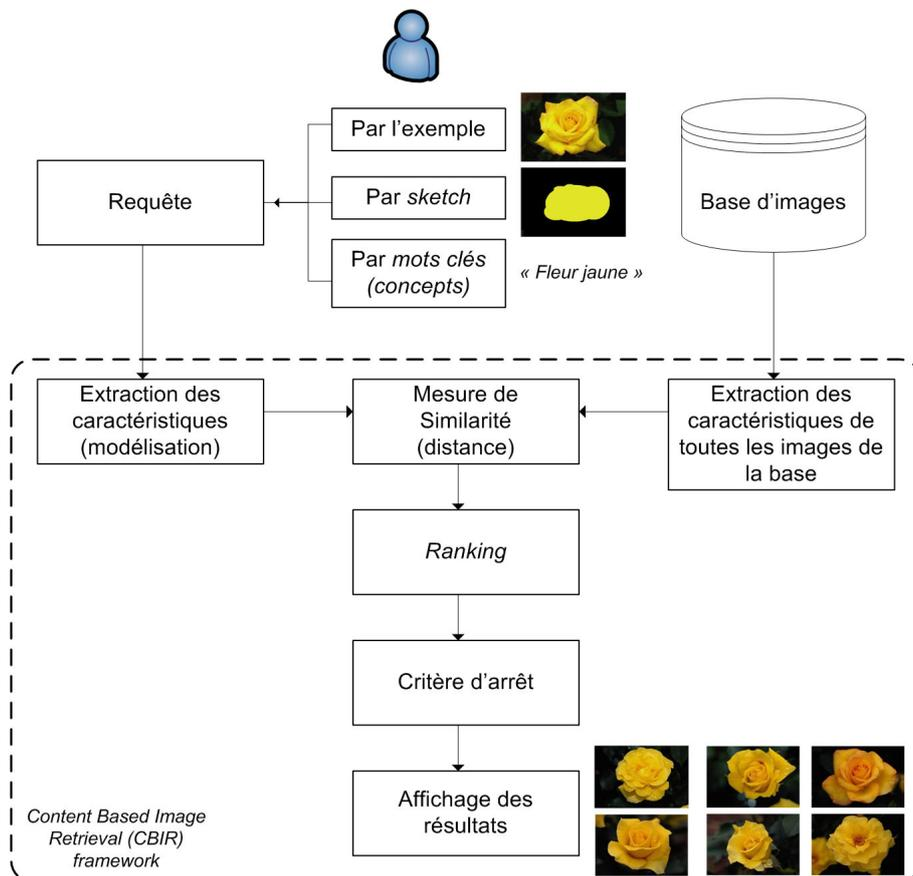 Par l’exemple
Requête
Par sketch
Base d’images
Par mots clés
(concepts)
« Fleur jaune »
Extraction des
caractéristiques
(modélisation)
Mesure de
Similarité
(distance)
Extraction des
caractéristiques de
toutes les images de
la base
Ranking
Critère d’arrêt
Affichage des
résultats
Content Based Image
Retrieval (CBIR)
framework